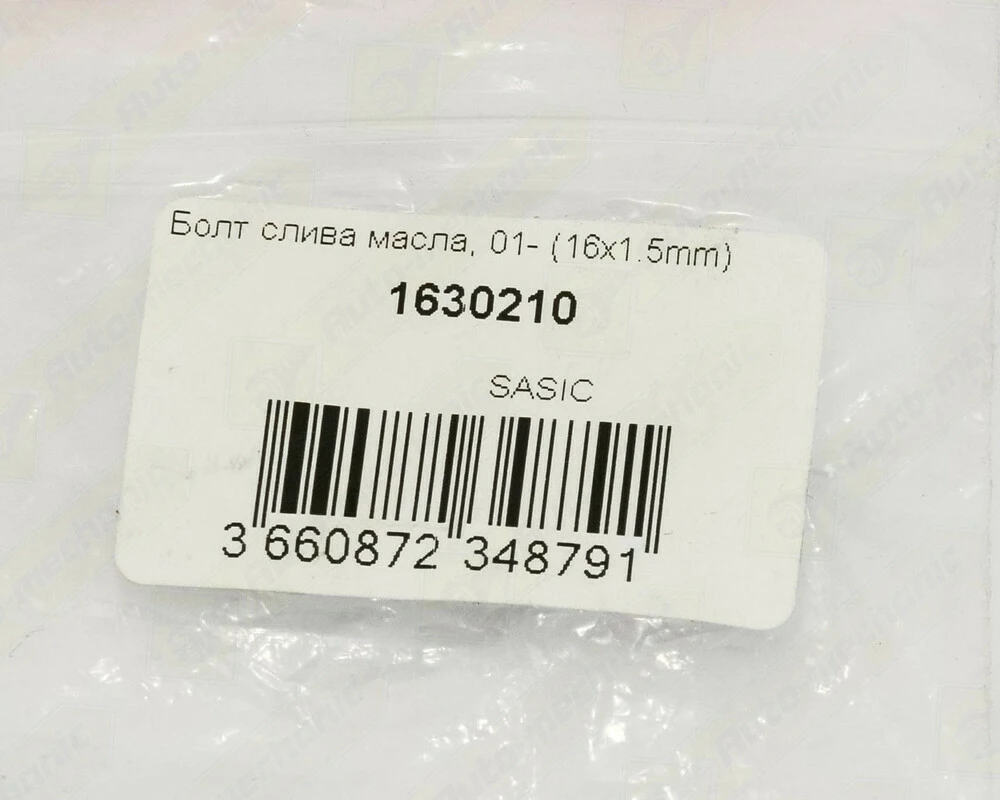 Болт слива масла, 01- (16x1.5mm)
1630210
SASIC
3 660872 348791